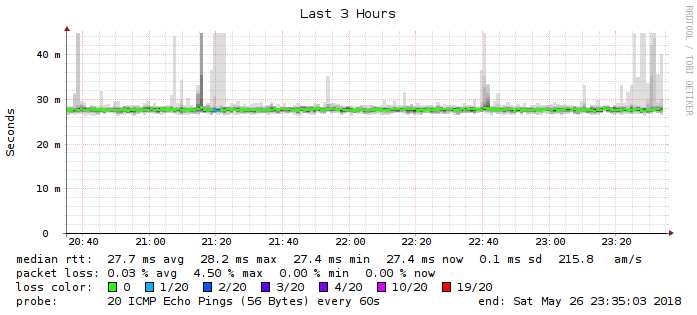 Last 3 Hours
RRDTOOL / TOBI OETIKER
Seconds
40 m
30 m
20 m
10 m
0
20:40 21:00 21:20 21:40 22:00 22:20 22:40 23:00 23:20
median rtt: 27.7 ms avg 28.2 ms max 27.4 ms min 27.4 ms now 0.1 ms sd 215.8 am/s
packet loss: 0.03 % avg 4.50 % max 0.00 % min 0.00 % now
loss color: 0 1/20 2/20 3/20 4/20 10/20 19/20
probe: 20 ICMP Echo Pings (56 Bytes) every 60s end: Sat May 26 23:35:03 2018